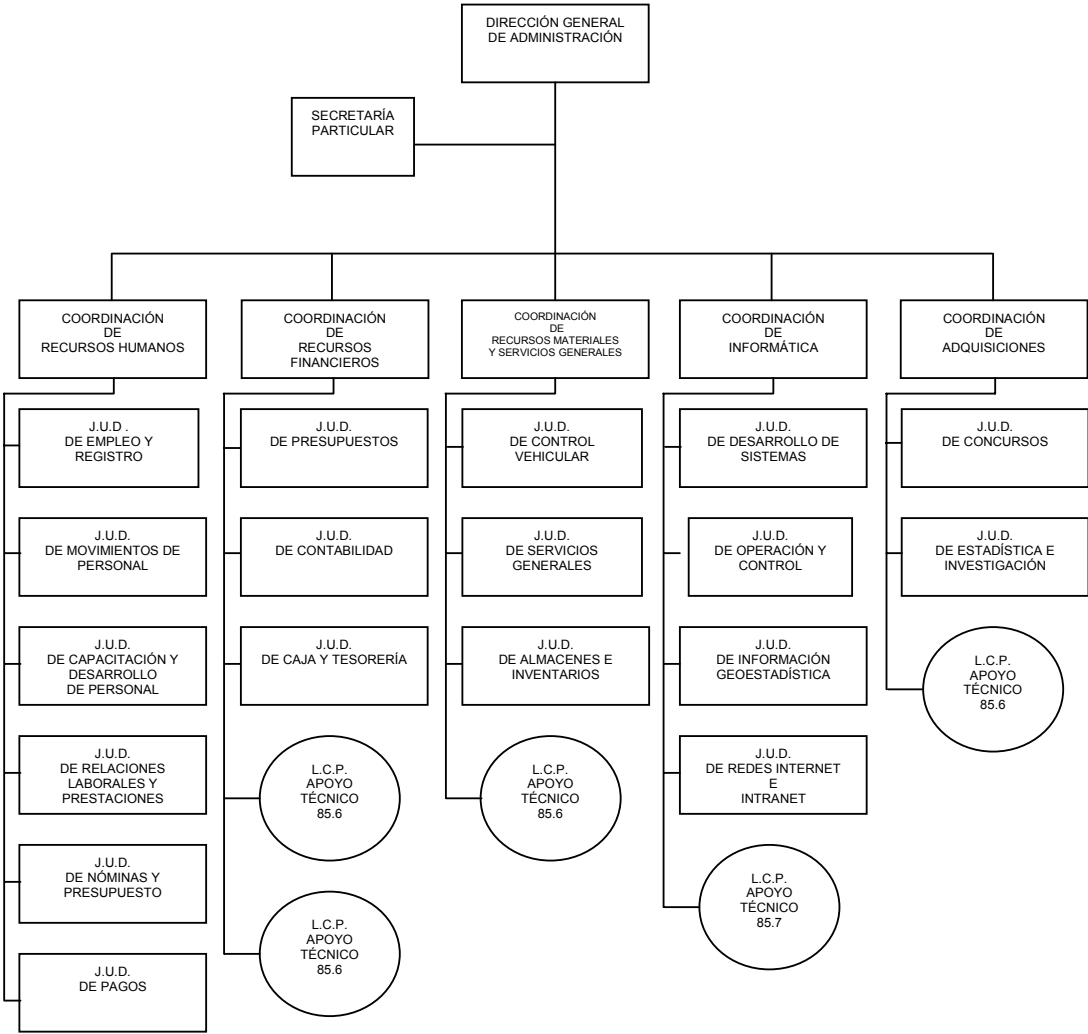 DIRECCIÓN GENERAL
DE ADMINISTRACIÓN
SECRETARÍA
PARTICULAR
COORDINACIÓN
DE
RECURSOS HUMANOS
COORDINACIÓN
DE
RECURSOS
FINANCIEROS
COORDINACIÓN
DE
RECURSOS MATERIALES
Y SERVICIOS GENERALES
COORDINACIÓN
DE
INFORMÁTICA
COORDINACIÓN
DE
ADQUISICIONES
J.U.D .
DE EMPLEO Y
REGISTRO
J.U.D.
DE PRESUPUESTOS
J.U.D.
DE CONTROL
VEHICULAR
J.U.D.
DE DESARROLLO DE
SISTEMAS
J.U.D.
DE CONCURSOS
J.U.D.
DE MOVIMIENTOS DE
PERSONAL
J.U.D.
DE CONTABILIDAD
J.U.D.
DE SERVICIOS
GENERALES
J.U.D.
DE OPERACIÓN Y
CONTROL
J.U.D.
DE ESTADÍSTICA E
INVESTIGACIÓN
J.U.D.
DE CAPACITACIÓN Y
DESARROLLO
DE PERSONAL
J.U.D.
DE CAJA Y TESORERÍA
J.U.D.
DE ALMACENES E
INVENTARIOS
J.U.D.
DE INFORMACIÓN
GEOESTADÍSTICA
L.C.P.
APOYO
TÉCNICO
85.6
J.U.D.
DE RELACIONES
LABORALES Y
PRESTACIONES
L.C.P.
APOYO
TÉCNICO
85.6
L.C.P.
APOYO
TÉCNICO
85.6
J.U.D.
DE REDES INTERNET
E
INTRANET
J.U.D.
DE NÓMINAS Y
PRESUPUESTO
L.C.P.
APOYO
TÉCNICO
85.6
L.C.P.
APOYO
TÉCNICO
85.7
J.U.D.
DE PAGOS